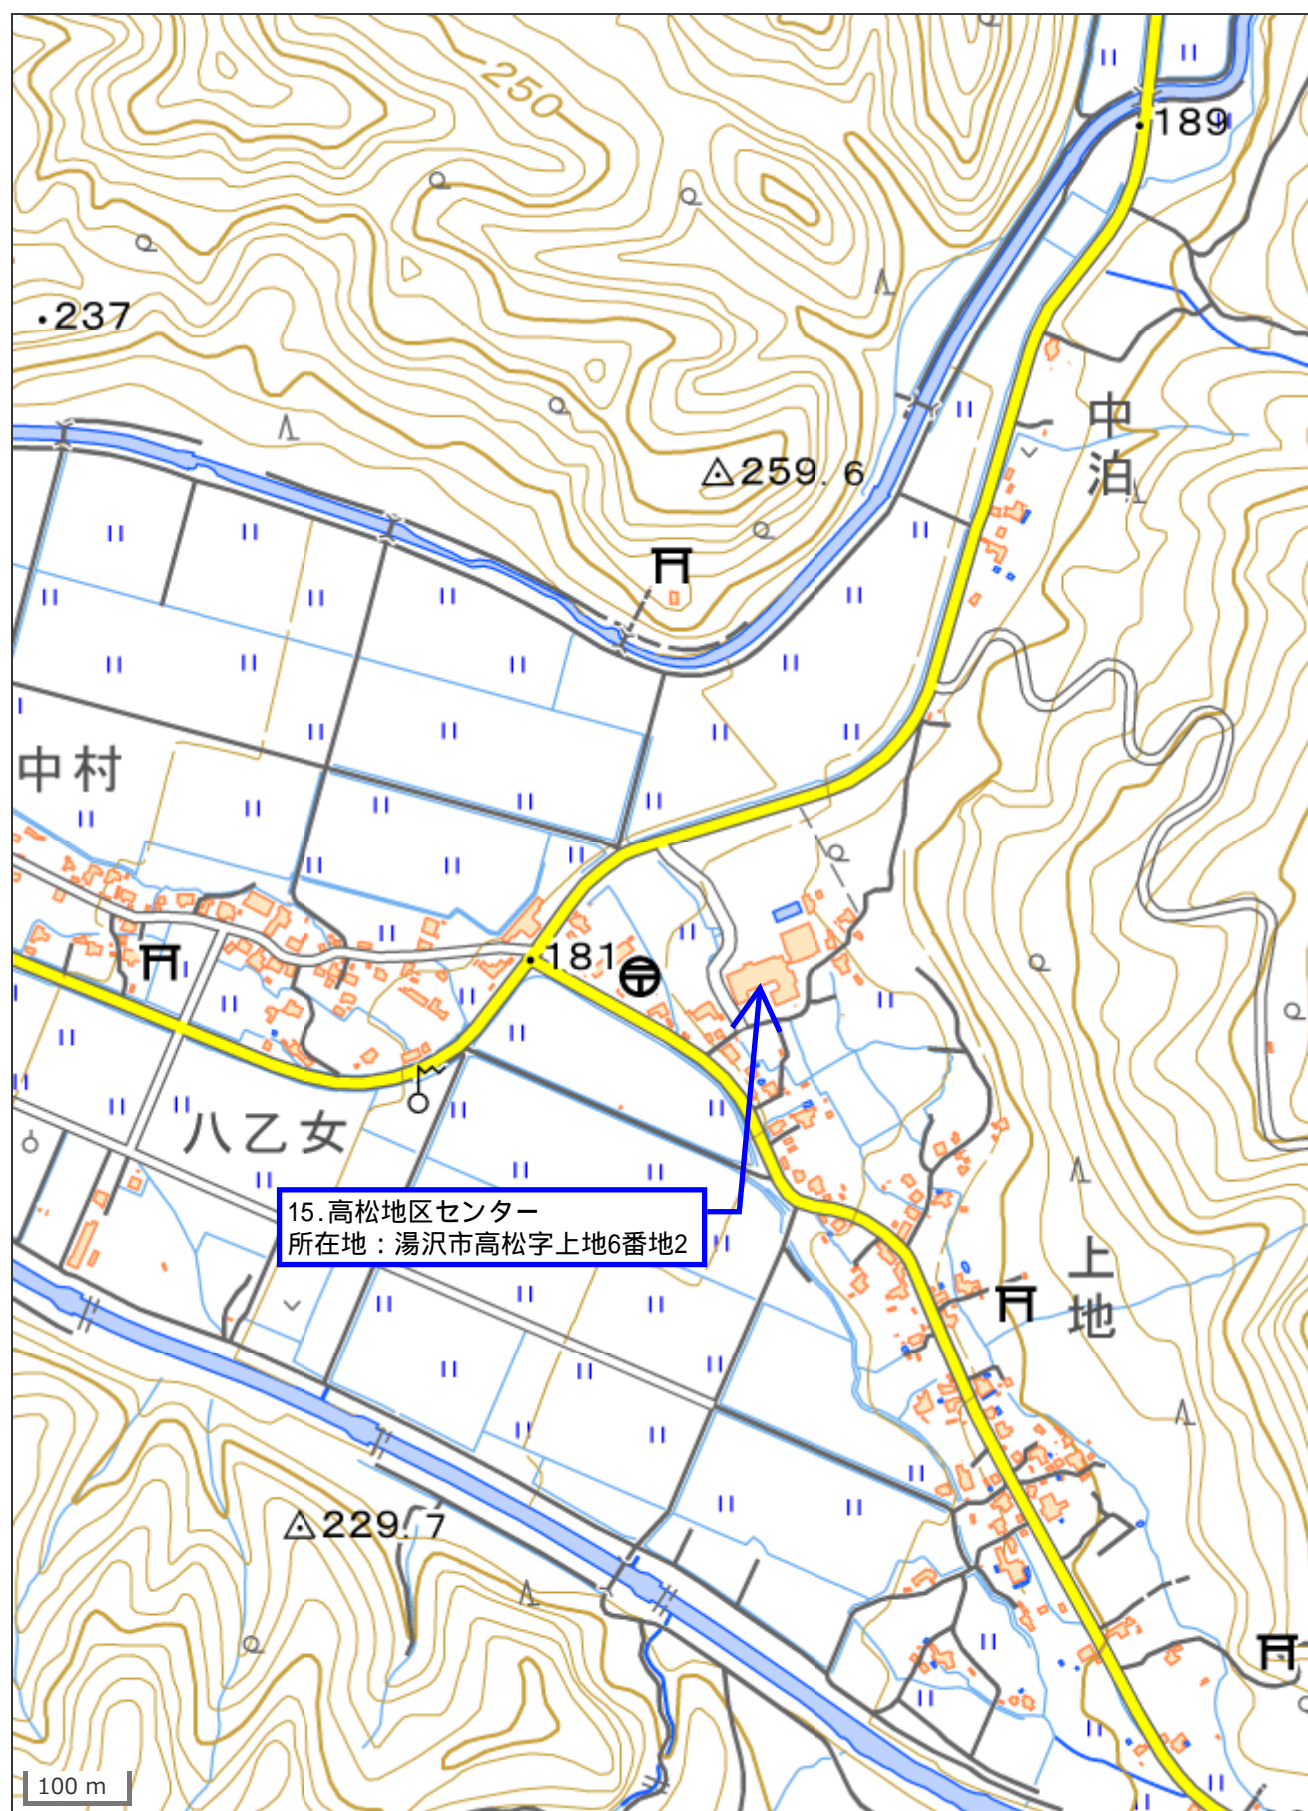 250
189
237
中泊
259.6
中村
181
八乙女
15.高松地区センター
所在地:湯沢市高松字上地6番地2
上地
229.7
100 m